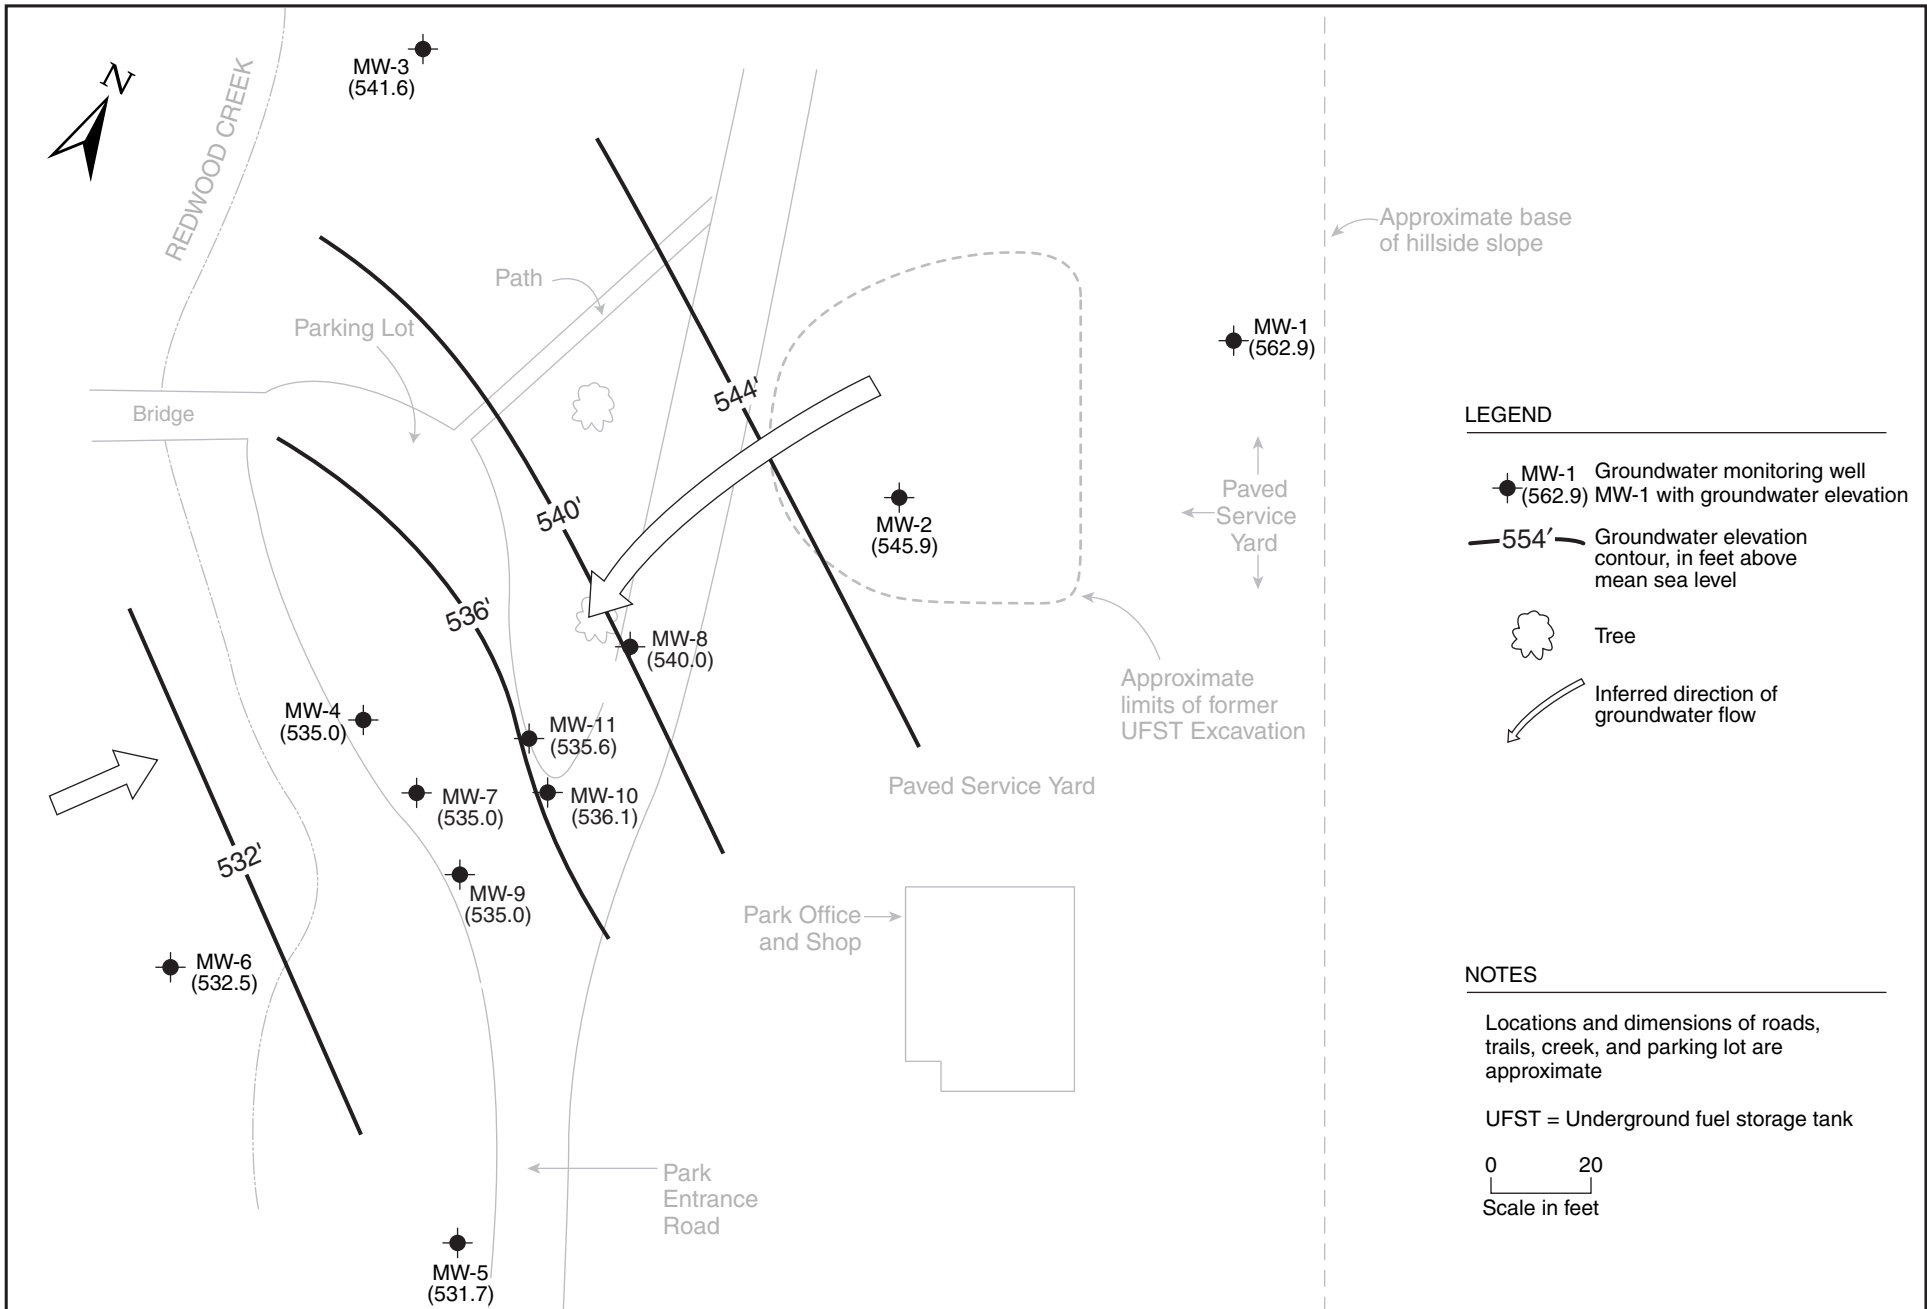 N
REDWOOD CREEK
MW-3
(541.6)
Path
Parking Lot
Bridge
544'
540'
536'
532'
Approximate base
of hillside slope
MW-1
(562.9)
MW-2
(545.9)
Paved
Service
Yard
MW-8
(540.0)
Approximate
limits of former
UFST Excavation
MW-4
(535.0)
MW-11
(535.6)
MW-7
(535.0)
MW-10
(536.1)
Paved Service Yard
MW-9
(535.0)
MW-6
(532.5)
Park Office
and Shop
Park
Entrance
Road
MW-5
(531.7)
LEGEND
MW-1
(562.9)
Groundwater monitoring well
MW-1 with groundwater elevation
554′
Groundwater elevation
contour, in feet above
mean sea level
Tree
Inferred direction of
groundwater flow
NOTES
Locations and dimensions of roads,
trails, creek, and parking lot are
approximate
UFST = Underground fuel storage tank
0 20
Scale in feet